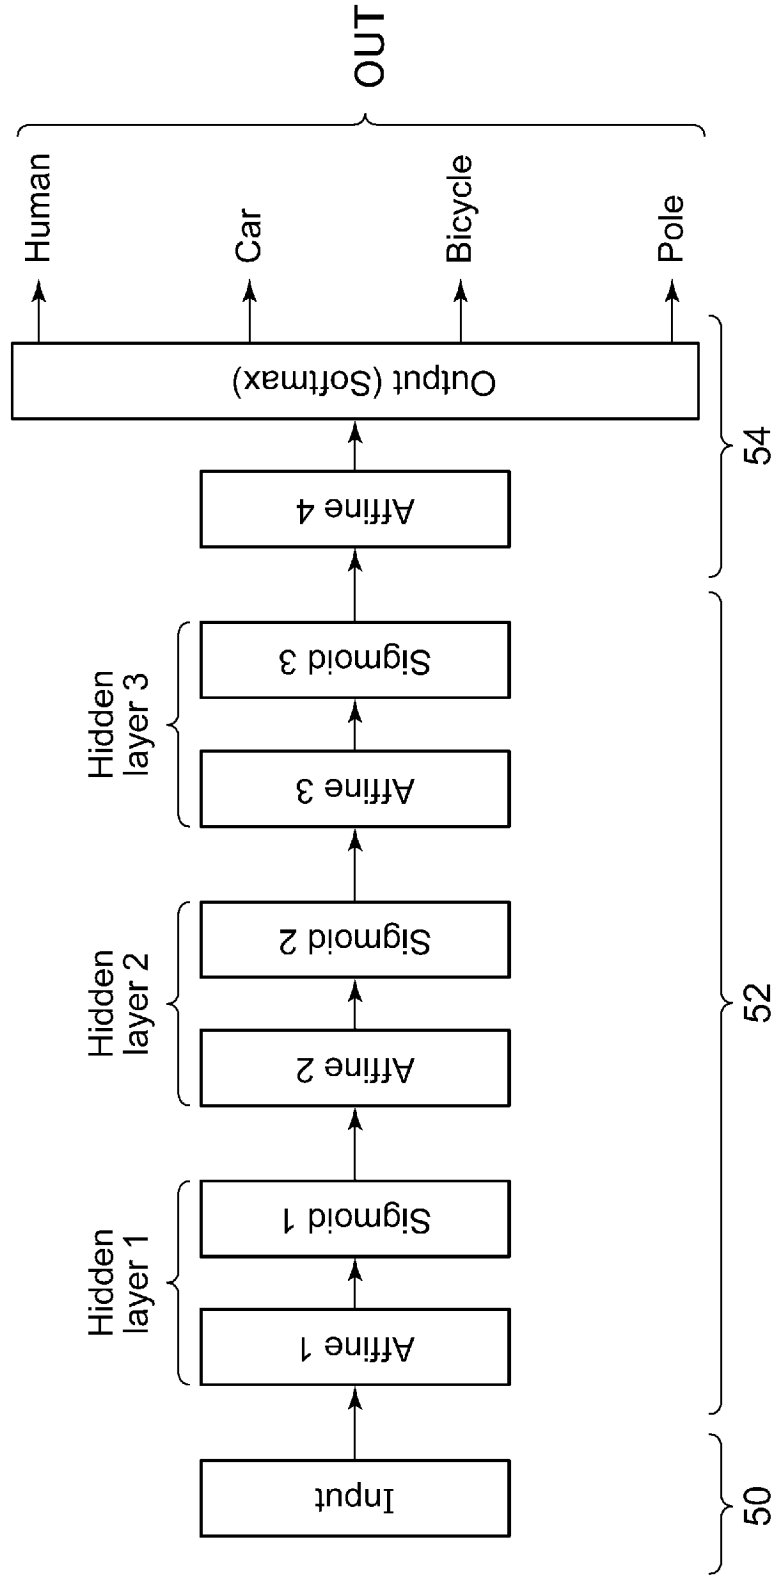 Hidden
layer 1
Hidden
layer 2
Hidden
layer 3
Input
Affine 1
Sigmoid 1
Affine 2
Sigmoid 2
Affine 3
Sigmoid 3
Affine 4
Output (Softmax)
Human
Car
Bicycle
Pole
OUT
50
52
54